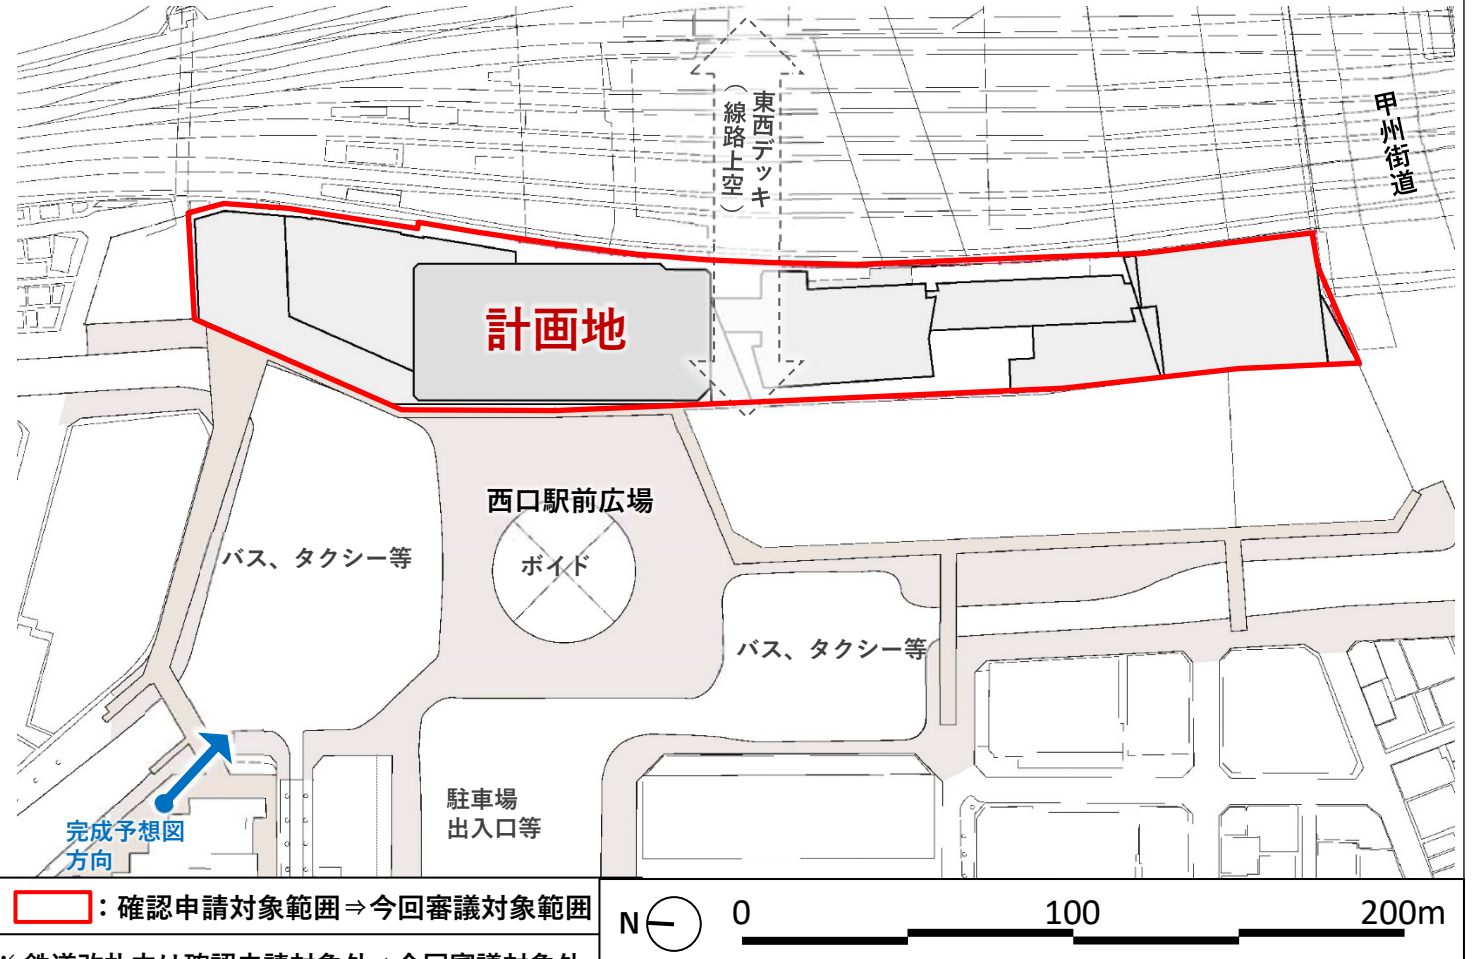 甲州街道
東西デッキ
（線路上空）
計画地
西口駅前広場
ボイド
バス、タクシー等
バス、タクシー等
駐車場
出入口等
完成予想図
方向
：確認申請対象範囲⇒今回審議対象範囲
N
0 100 200m